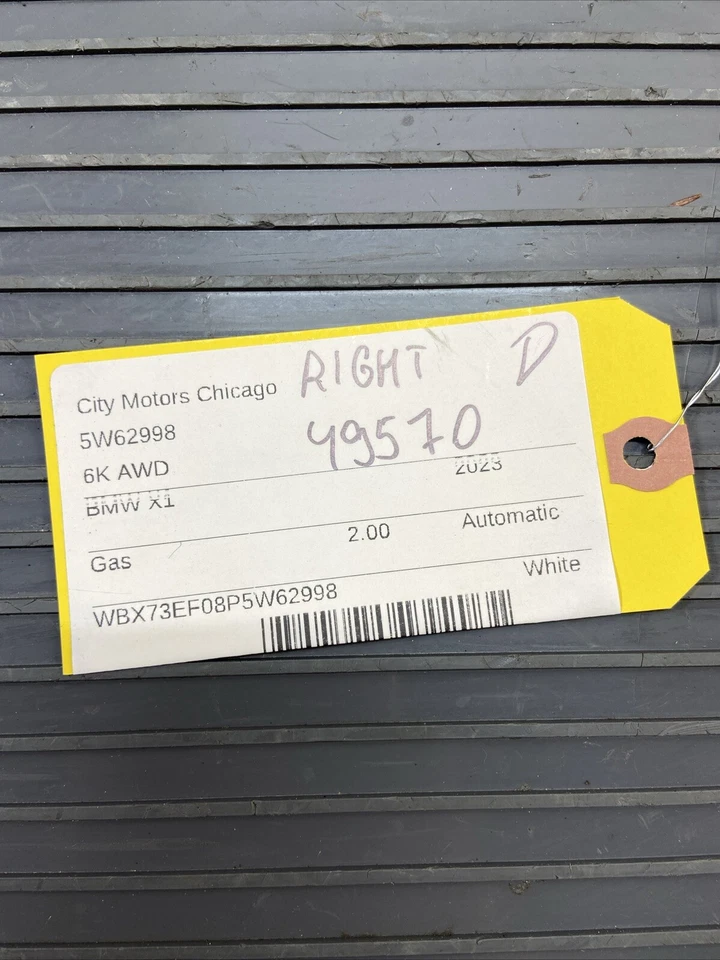 City Motors Chicago RIGHT D
5W62998 49570
6K AWD
BMW X1 2023
Gas 2.00 Automatic
WBX73EF08P5W62998 White